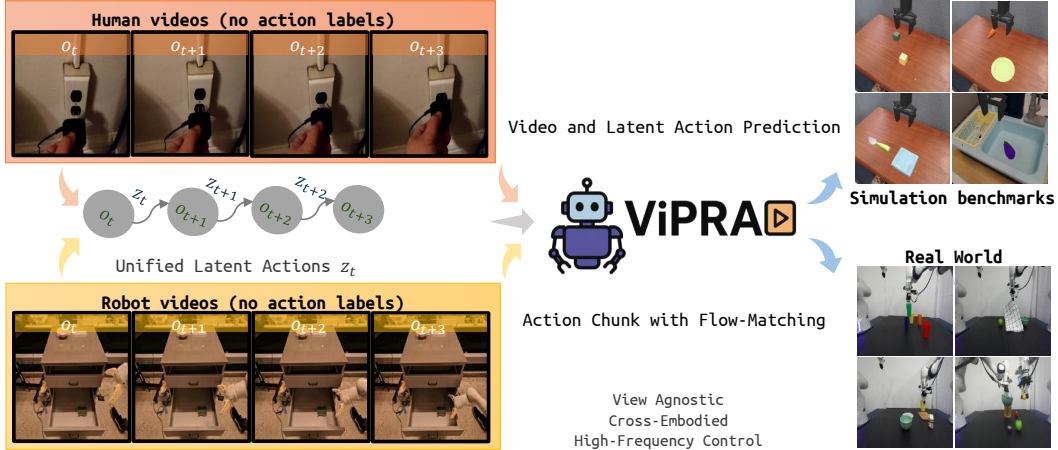 Human videos (no action labels)
o_t
o_{t+1}
o_{t+2}
o_{t+3}
z_t
z_{t+1}
z_{t+2}
o_t
o_{t+1}
o_{t+2}
o_{t+3}
Unified Latent Actions z_t
Robot videos (no action labels)
o_t
o_{t+1}
o_{t+2}
o_{t+3}
Video and Latent Action Prediction
ViPRA
Action Chunk with Flow-Matching
View Agnostic
Cross-Embodied
High-Frequency Control
Simulation benchmarks
Real World